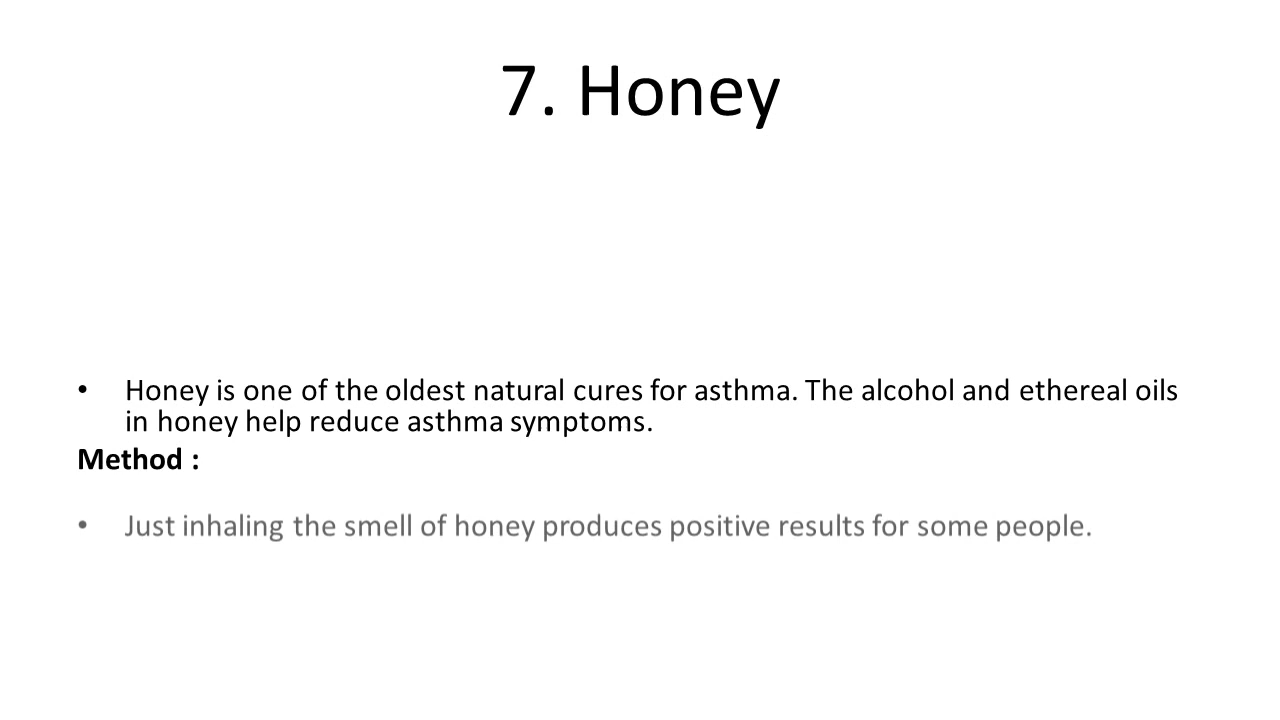 7. Honey
• Honey is one of the oldest natural cures for asthma. The alcohol and ethereal oils
in honey help reduce asthma symptoms.
Method :
• Just inhaling the smell of honey produces positive results for some people.